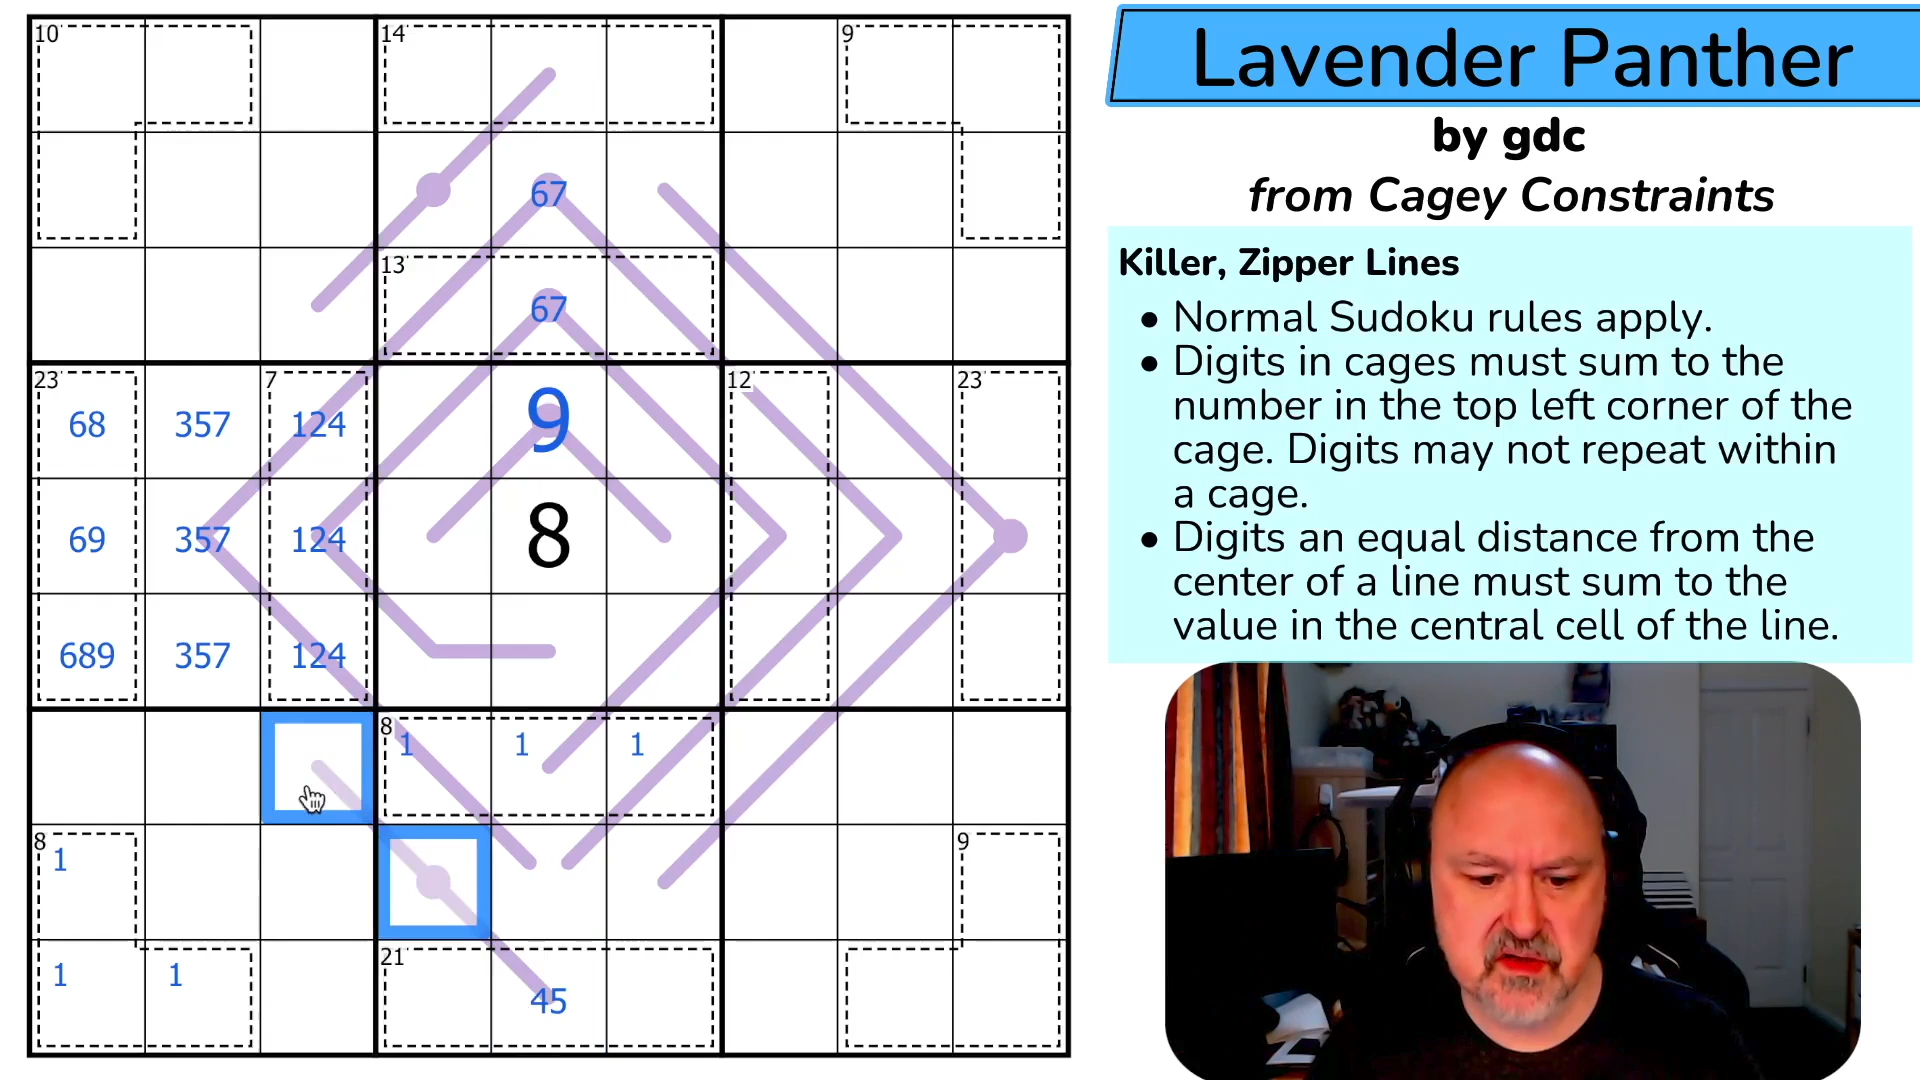 Lavender Panther
by gdc
from Cagey Constraints
Killer, Zipper Lines
• Normal Sudoku rules apply.
• Digits in cages must sum to the
number in the top left corner of the
cage. Digits may not repeat within
a cage.
• Digits an equal distance from the
center of a line must sum to the
value in the central cell of the line.
10 14 9
67
13
67
23 7 12 23
68 357 124 9
69 357 124 8
689 357 124
8 1 1 1
8 1 9
21
1 1 45